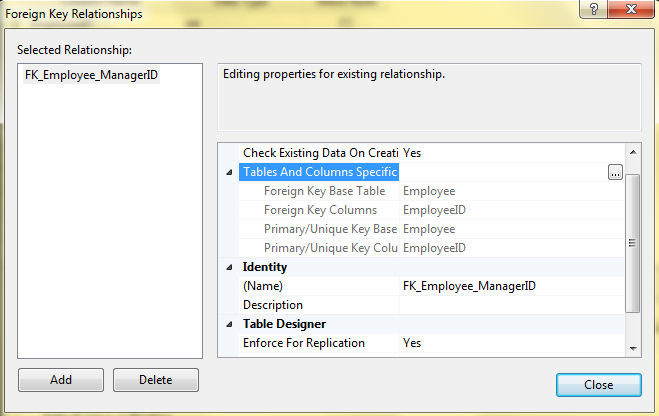 Foreign Key Relationships
?
X
Selected Relationship:
FK_Employee_ManagerID
Editing properties for existing relationship.
Check Existing Data On Creati Yes
Tables And Columns Specific ...
Foreign Key Base Table Employee
Foreign Key Columns EmployeeID
Primary/Unique Key Base Employee
Primary/Unique Key Colu EmployeeID
Identity
(Name) FK_Employee_ManagerID
Description
Table Designer
Enforce For Replication Yes
Add Delete
Close